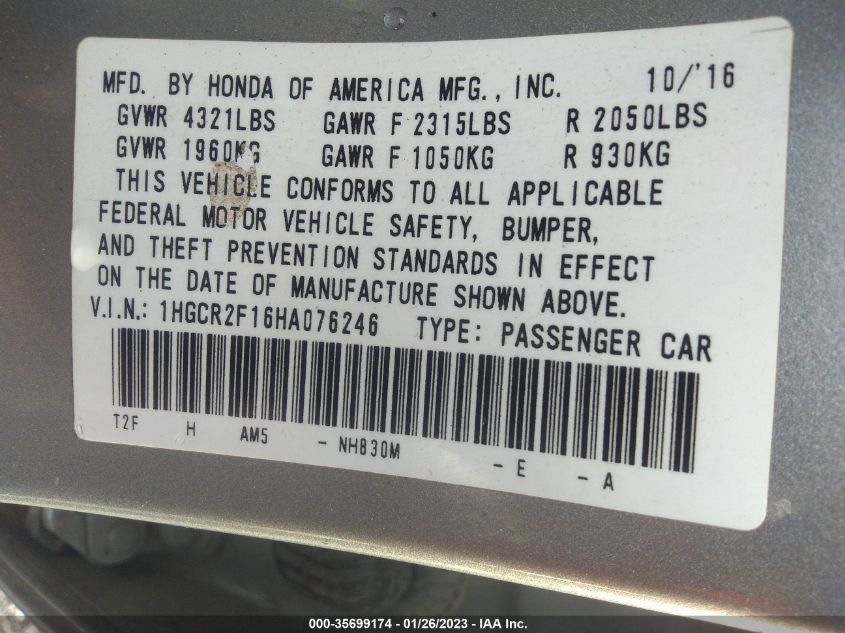 MFD. BY HONDA OF AMERICA MFG., INC. 10/'16
GVWR 4321LBS GAWR F 2315LBS R 2050LBS
GVWR 1960KG GAWR F 1050KG R 930KG
THIS VEHICLE CONFORMS TO ALL APPLICABLE
FEDERAL MOTOR VEHICLE SAFETY, BUMPER,
AND THEFT PREVENTION STANDARDS IN EFFECT
ON THE DATE OF MANUFACTURE SHOWN ABOVE.
V.I.N.: 1HGCR2F16HA076246 TYPE: PASSENGER CAR
T2F H AM5 - NH830M - E - A
000-35699174 / 01/26/2023 - IAA Inc.